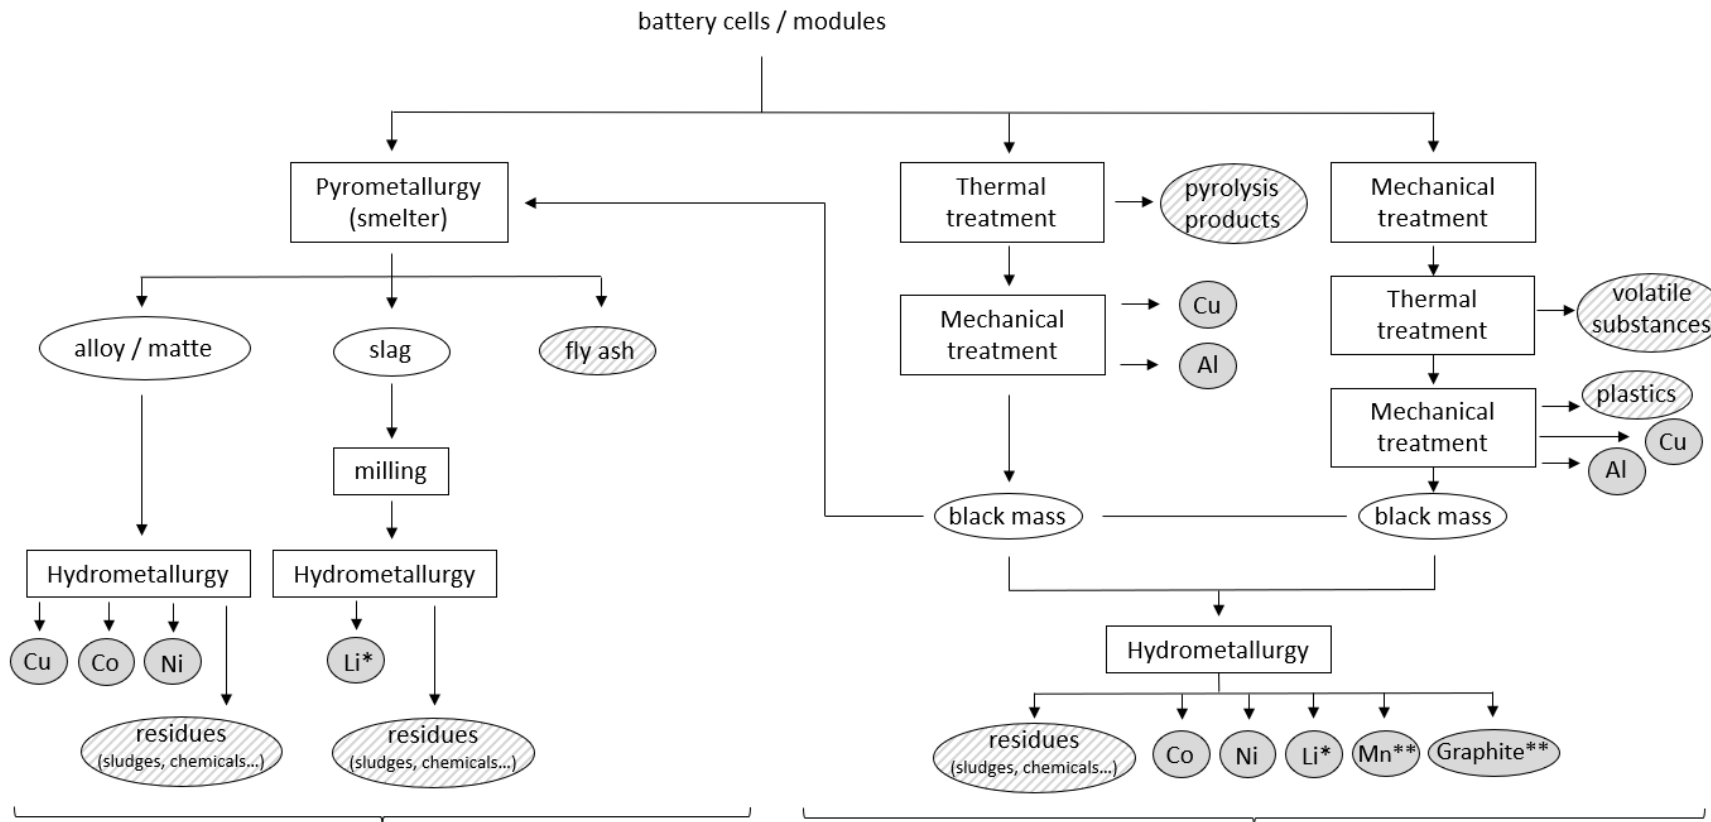 battery cells / modules
Pyrometallurgy
(smelter)
Thermal
treatment
pyrolysis
products
Mechanical
treatment
Mechanical
treatment
Cu
Al
Thermal
treatment
volatile
substances
alloy / matte
slag
fly ash
Mechanical
treatment
plastics
Cu
Al
milling
black mass
black mass
Hydrometallurgy
Hydrometallurgy
Cu
Co
Ni
Li*
residues
(sludges, chemicals...)
residues
(sludges, chemicals...)
Hydrometallurgy
residues
(sludges, chemicals...)
Co
Ni
Li*
Mn**
Graphite**